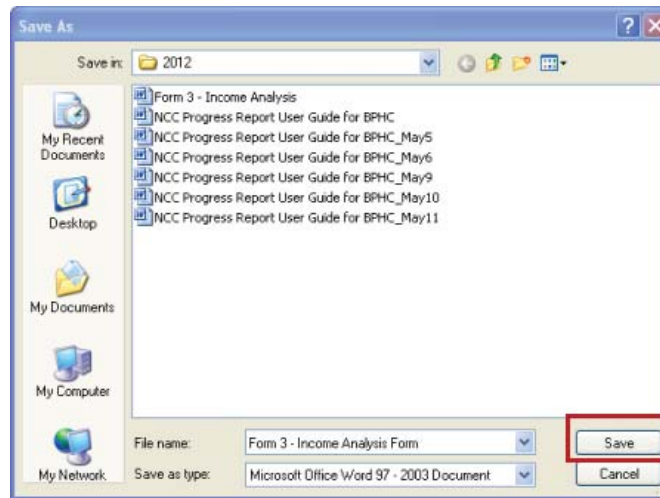 Save As
Save in:
2012
My Recent
Documents
Desktop
My Documents
My Computer
My Network
Form 3 - Income Analysis
NCC Progress Report User Guide for BPHC
NCC Progress Report User Guide for BPHC_May5
NCC Progress Report User Guide for BPHC_May6
NCC Progress Report User Guide for BPHC_May9
NCC Progress Report User Guide for BPHC_May10
NCC Progress Report User Guide for BPHC_May11
File name:
Form 3 - Income Analysis Form
Save
Save as type:
Microsoft Office Word 97 - 2003 Document
Cancel